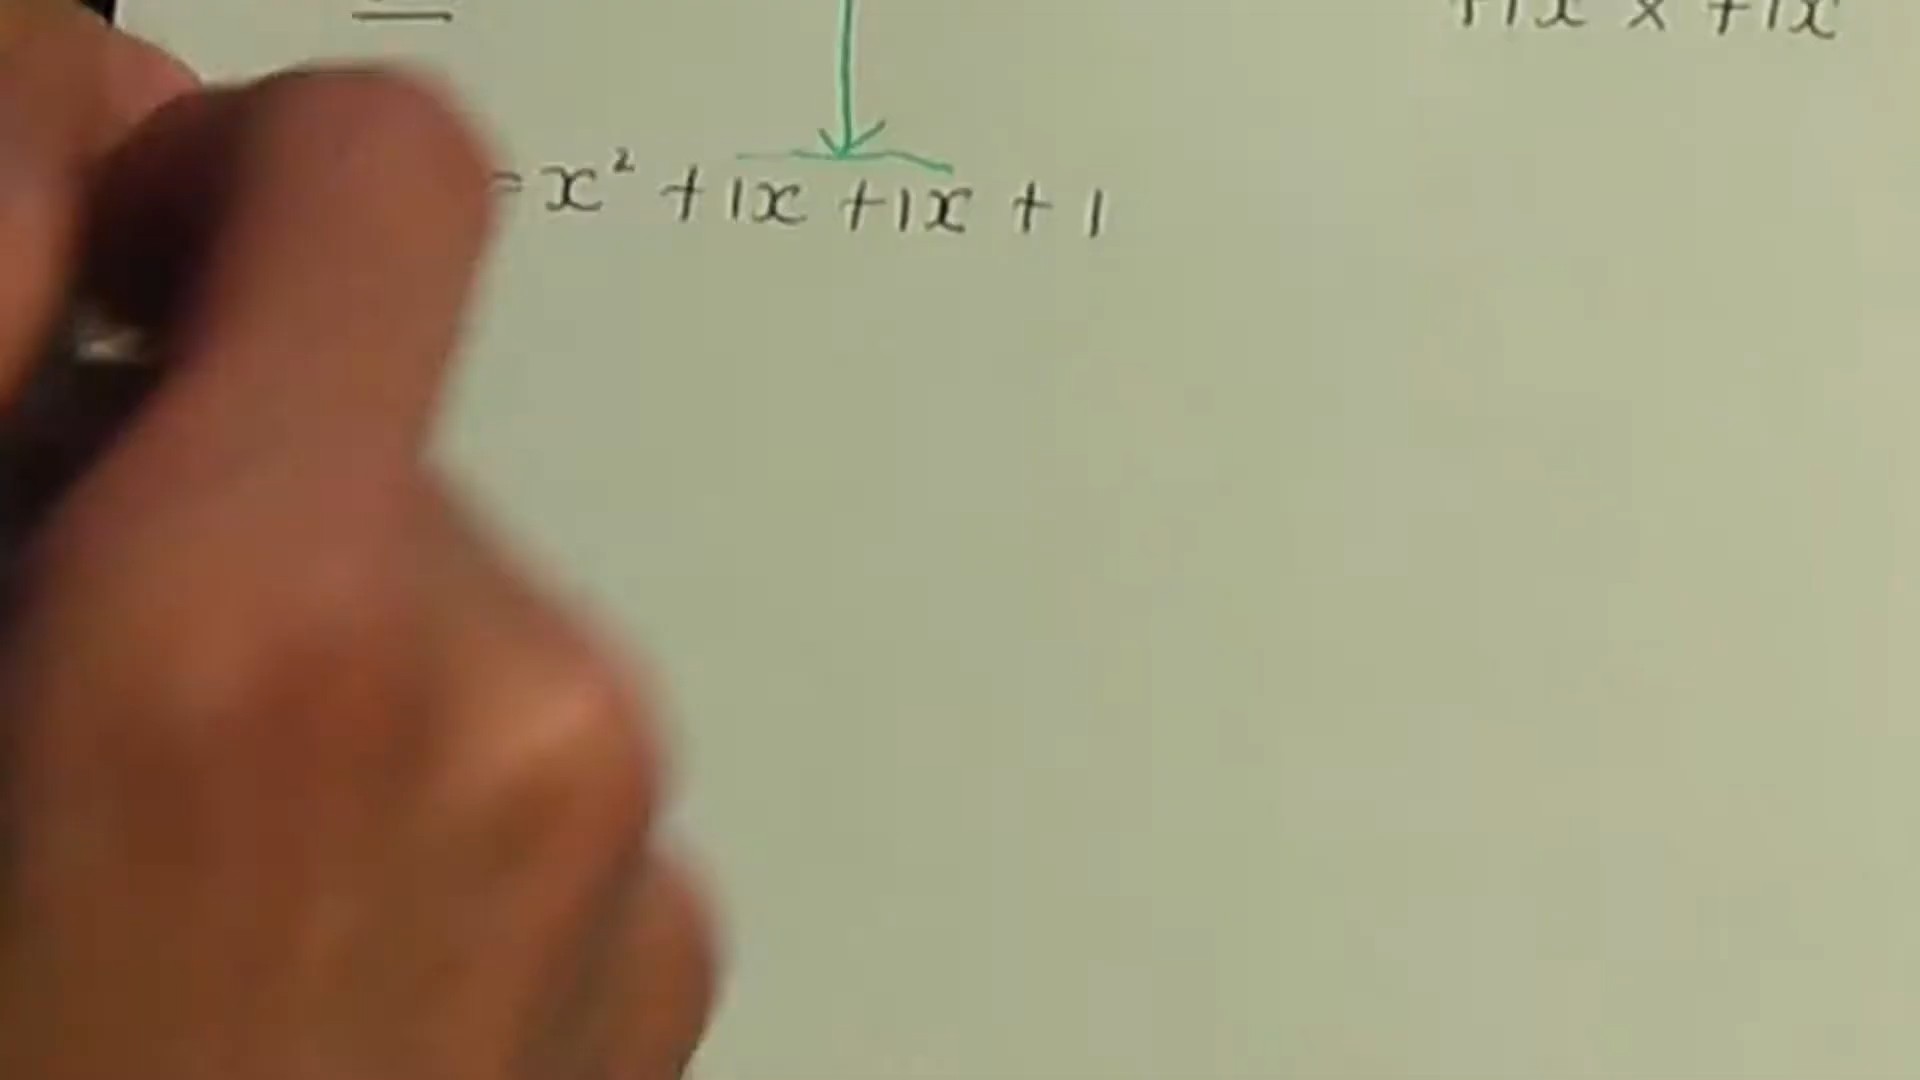 +1x × +1x
= x² + 1x + 1x + 1